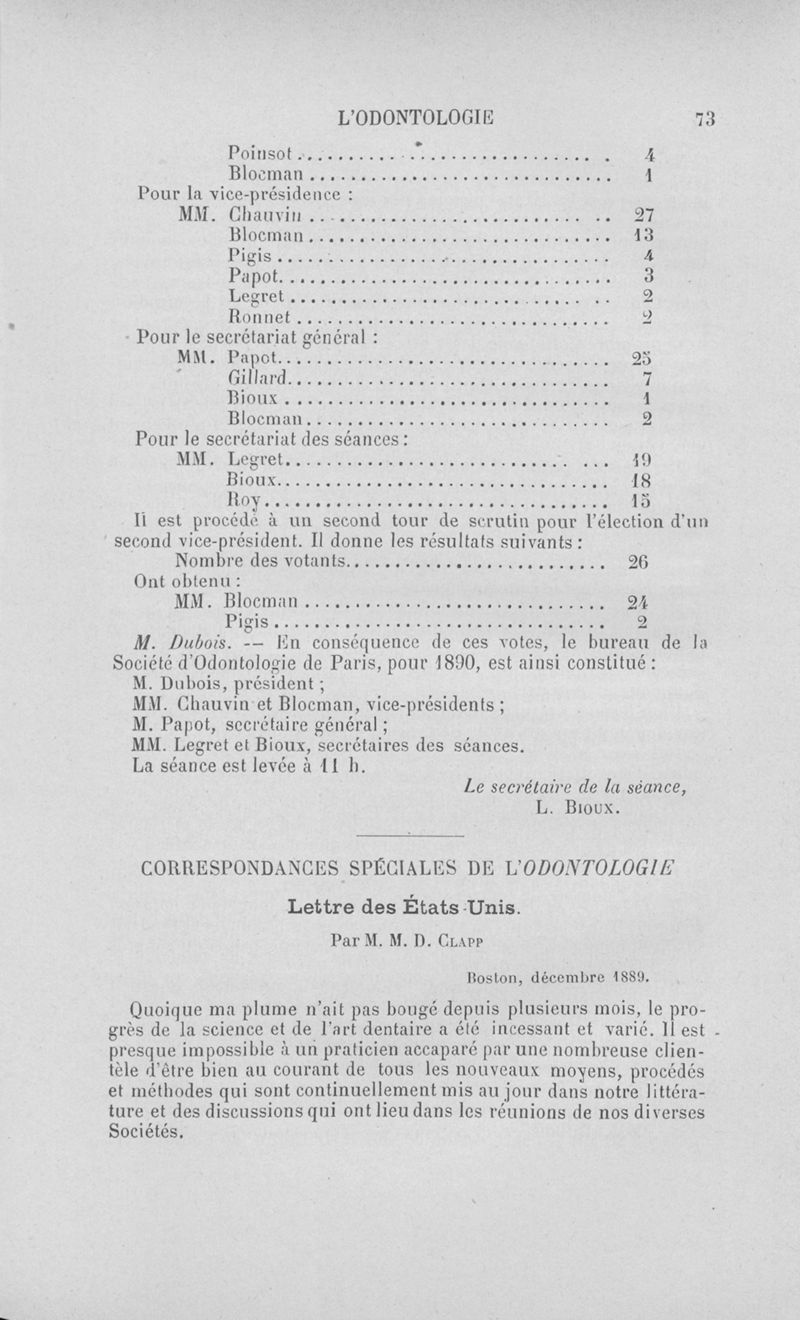 L'ODONTOLOGIE 73
Poinsot........................................ 4
Blocman........................................ 1
Pour la vice-présidence :
MM. Chauvin........................................ 27
Blocman........................................ 13
Pigis........................................ 4
Papot........................................ 3
Legret........................................ 2
Ronnet........................................ 2
Pour le secrétariat général :
MM. Papot........................................ 25
Gillard........................................ 7
Bioux........................................ 1
Blocman........................................ 2
Pour le secrétariat des séances :
MM. Legret........................................ 19
Bioux........................................ 18
Roy........................................ 15
Il est procédé à un second tour de scrutin pour l'élection d'un
second vice-président. Il donne les résultats suivants :
Nombre des votants........................................ 26
Ont obtenu :
MM. Blocman........................................ 24
Pigis........................................ 2
M. Dubois. — En conséquence de ces votes, le bureau de la
Société d'Odontologie de Paris, pour 1890, est ainsi constitué :
M. Dubois, président ;
MM. Chauvin et Blocman, vice-présidents ;
M. Papot, secrétaire général ;
MM. Legret et Bioux, secrétaires des séances.
La séance est levée à 11 h.
Le secrétaire de la séance,
L. BIOUX.
CORRESPONDANCES SPÉCIALES DE L'ODONTOLOGIE
Lettre des États-Unis.
Par M. M. D. CLAPP
Boston, décembre 1889.
Quoique ma plume n'ait pas bougé depuis plusieurs mois, le pro-
grès de la science et de l'art dentaire a été incessant et varié. Il est
presque impossible à un praticien accaparé par une nombreuse clien-
tèle d'être bien au courant de tous les nouveaux moyens, procédés
et méthodes qui sont continuellement mis au jour dans notre littéra-
ture et des discussions qui ont lieu dans les réunions de nos diverses
Sociétés.